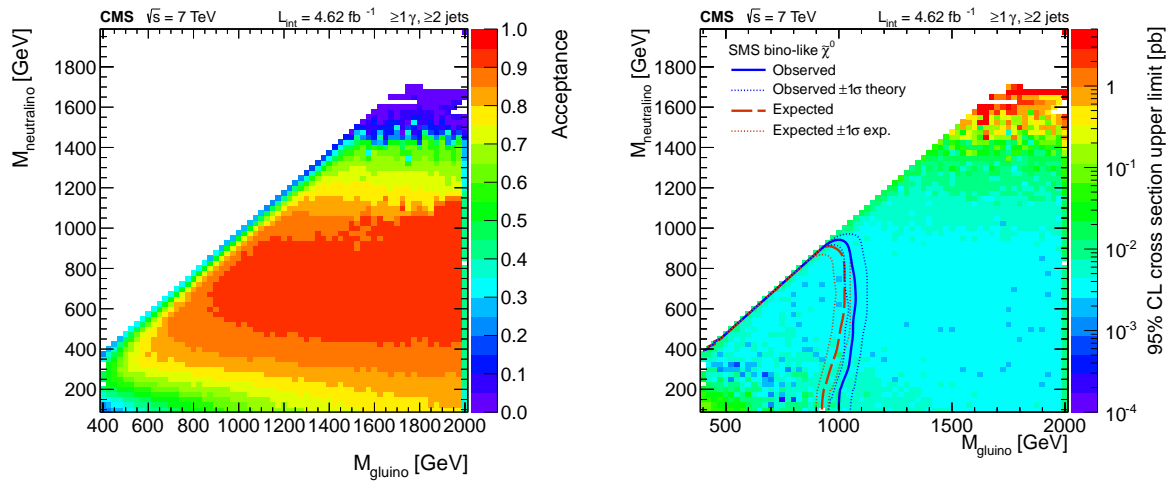 CMS √s = 7 TeV L_int = 4.62 fb⁻¹ ≥1γ, ≥2 jets
M_neutralino [GeV]
1800
1600
1400
1200
1000
800
600
400
200
400 600 800 1000 1200 1400 1600 1800 2000
M_gluino [GeV]
1.0
0.9
0.8
0.7
0.6
0.5
0.4
0.3
0.2
0.1
0.0
Acceptance
CMS √s = 7 TeV L_int = 4.62 fb⁻¹ ≥1γ, ≥2 jets
M_neutralino [GeV]
1800
1600
1400
1200
1000
800
600
400
200
SMS bino-like χ̃⁰
Observed
Observed ±1σ theory
Expected
Expected ±1σ exp.
500 1000 1500 2000
M_gluino [GeV]
1
10⁻¹
10⁻²
10⁻³
10⁻⁴
95% CL cross section upper limit [pb]